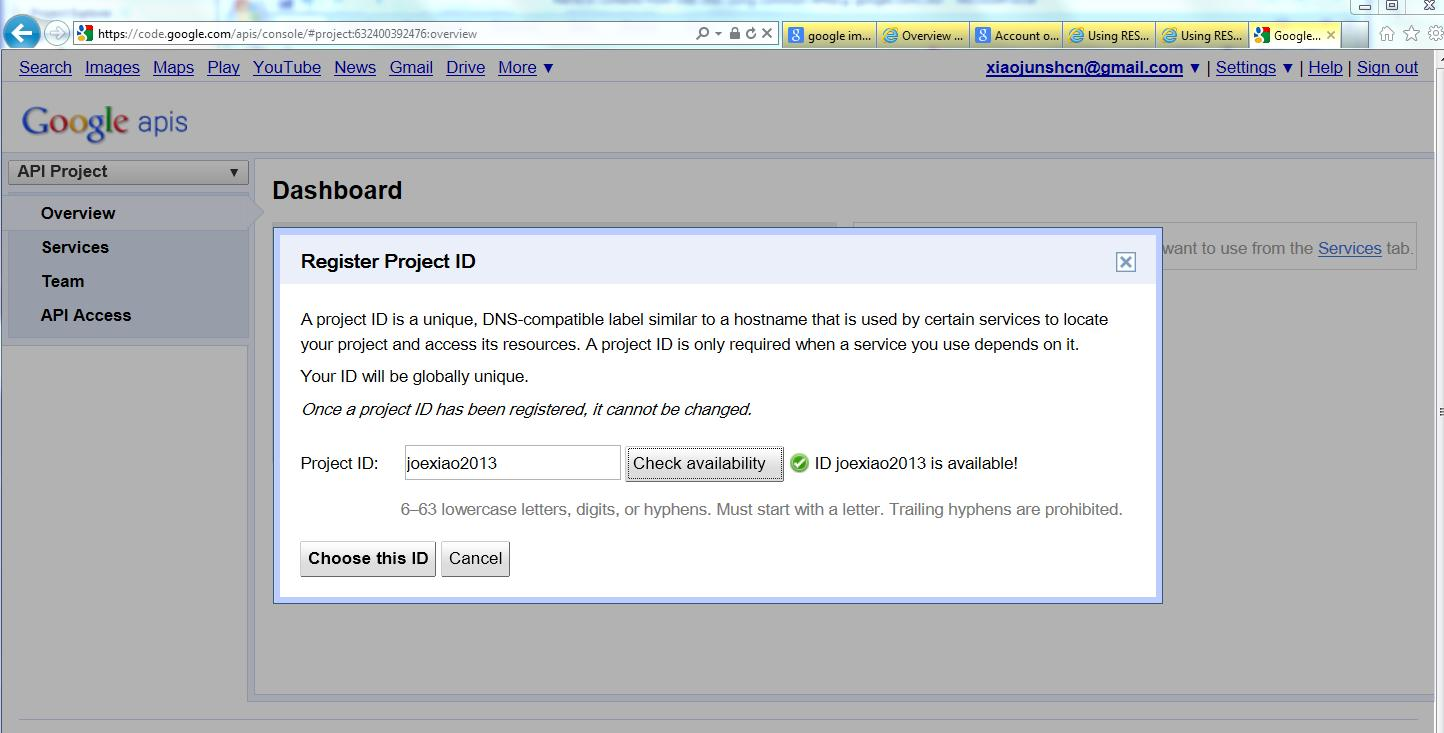 https://code.google.com/apis/console/#project:632400392476:overview
google im... Overview ... Account o... Using RES... Using RES... Google...
Search Images Maps Play YouTube News Gmail Drive More ▼
xiaojunshcn@gmail.com ▼ | Settings ▼ | Help | Sign out
Google apis
API Project ▼
Overview
Services
Team
API Access
Dashboard
want to use from the Services tab.
Register Project ID
A project ID is a unique, DNS-compatible label similar to a hostname that is used by certain services to locate
your project and access its resources. A project ID is only required when a service you use depends on it.
Your ID will be globally unique.
Once a project ID has been registered, it cannot be changed.
Project ID: joexiao2013 Check availability ID joexiao2013 is available!
6–63 lowercase letters, digits, or hyphens. Must start with a letter. Trailing hyphens are prohibited.
Choose this ID Cancel